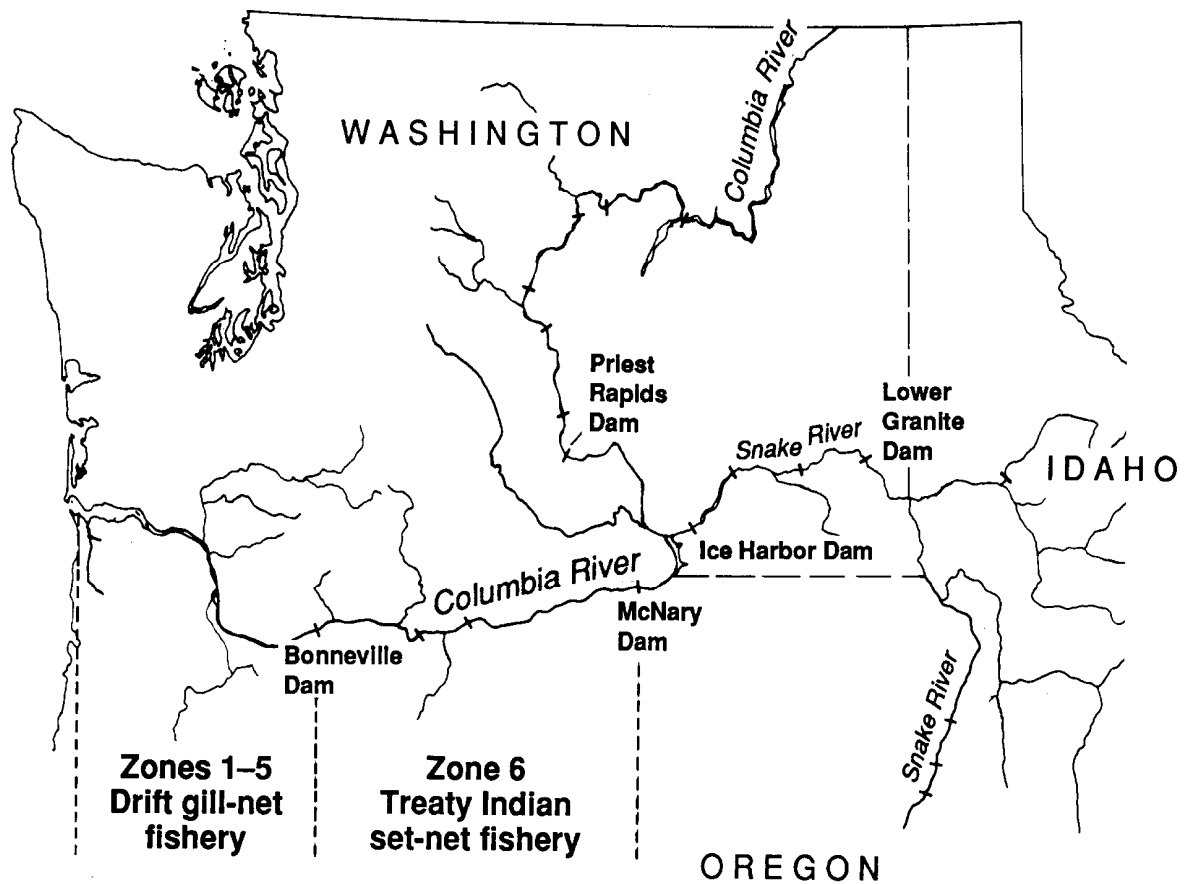 WASHINGTON
Columbia River
Priest
Rapids
Dam
Lower
Granite
Dam
Snake River
IDAHO
Ice Harbor Dam
Columbia River
McNary
Dam
Bonneville
Dam
Snake River
Zones 1–5
Drift gill-net
fishery
Zone 6
Treaty Indian
set-net fishery
OREGON